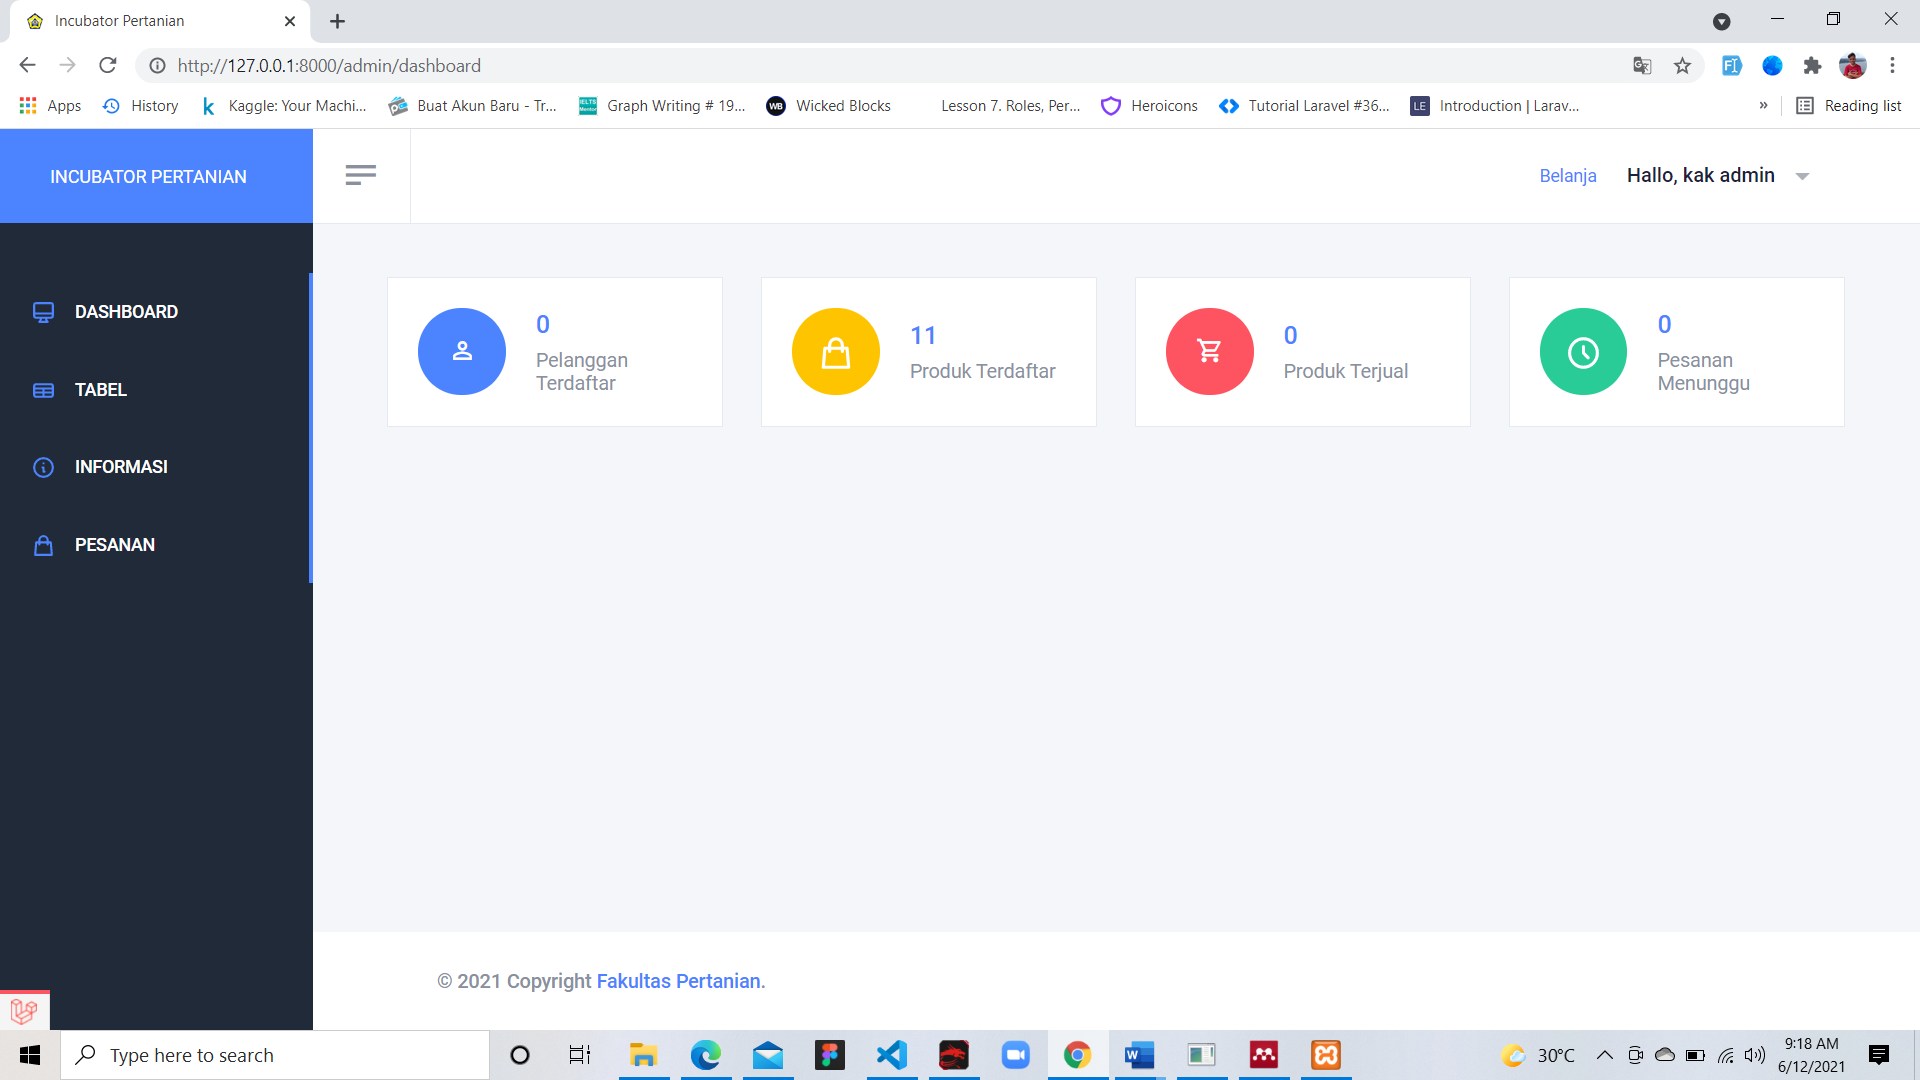 Incubator Pertanian
http://127.0.0.1:8000/admin/dashboard
Apps
History
Kaggle: Your Machi...
Buat Akun Baru - Tr...
Graph Writing # 19...
WB
Wicked Blocks
Lesson 7. Roles, Per...
Heroicons
Tutorial Laravel #36...
LE
Introduction | Larav...
»
Reading list
INCUBATOR PERTANIAN
Belanja
Hallo, kak admin
DASHBOARD
TABEL
INFORMASI
PESANAN
0
Pelanggan
Terdaftar
11
Produk Terdaftar
0
Produk Terjual
0
Pesanan
Menunggu
© 2021 Copyright Fakultas Pertanian.
Type here to search
30°C
9:18 AM
6/12/2021